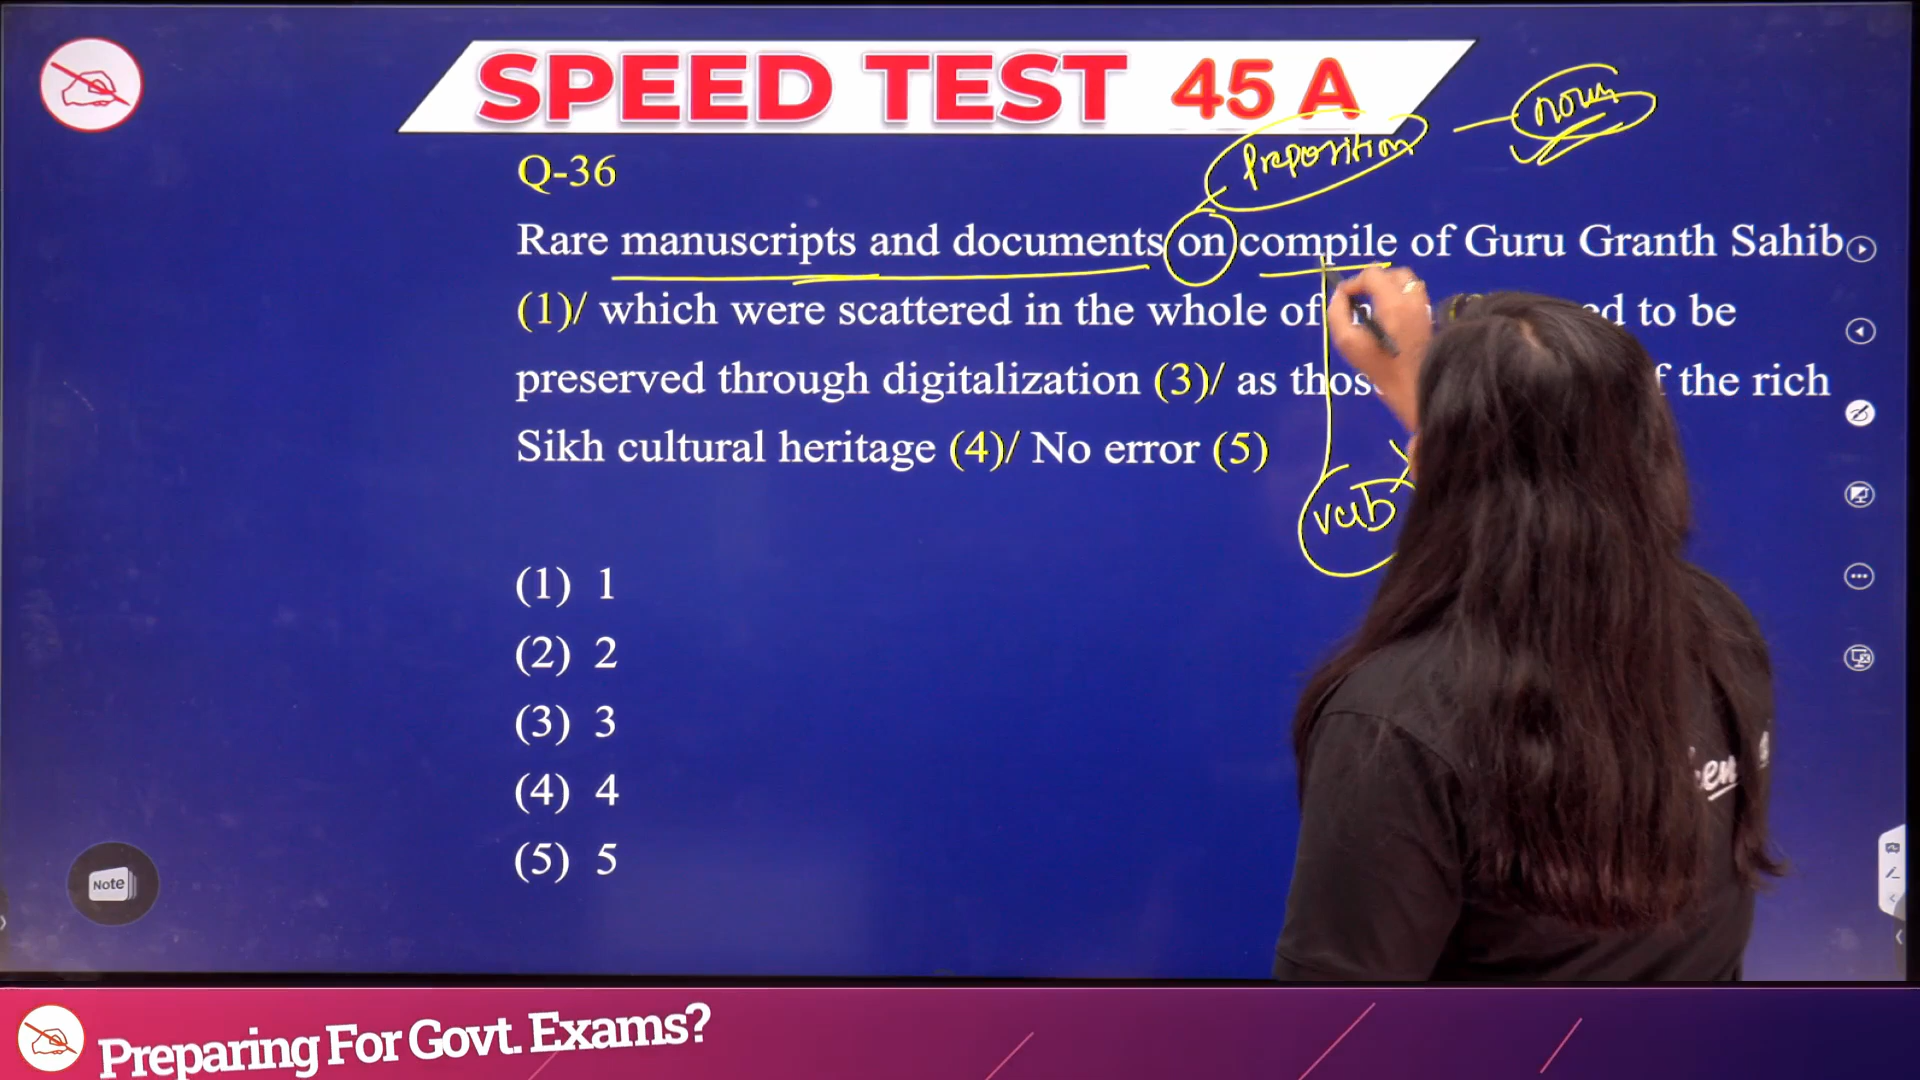 SPEED TEST 45 A
preposition
noun
Q-36
Rare manuscripts and documents on compile of Guru Granth Sahib
(1)/ which were scattered in the whole of to be
preserved through digitalization (3)/ as those the rich
Sikh cultural heritage (4)/ No error (5)
verb
(1) 1
(2) 2
(3) 3
(4) 4
(5) 5
Note
Preparing For Govt. Exams?